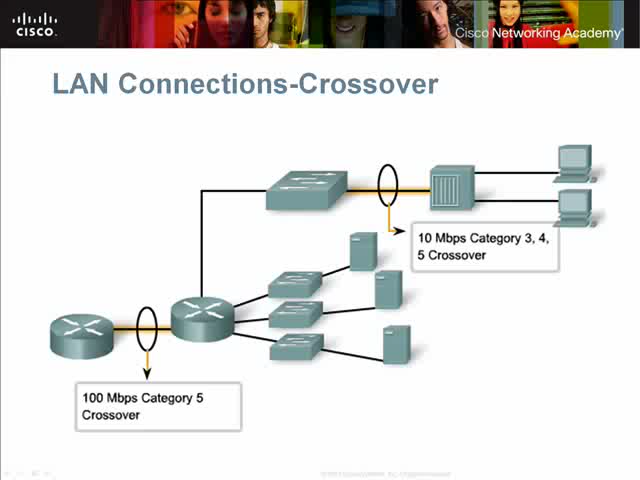 CISCO
Cisco Networking Academy
LAN Connections-Crossover
10 Mbps Category 3, 4,
5 Crossover
100 Mbps Category 5
Crossover